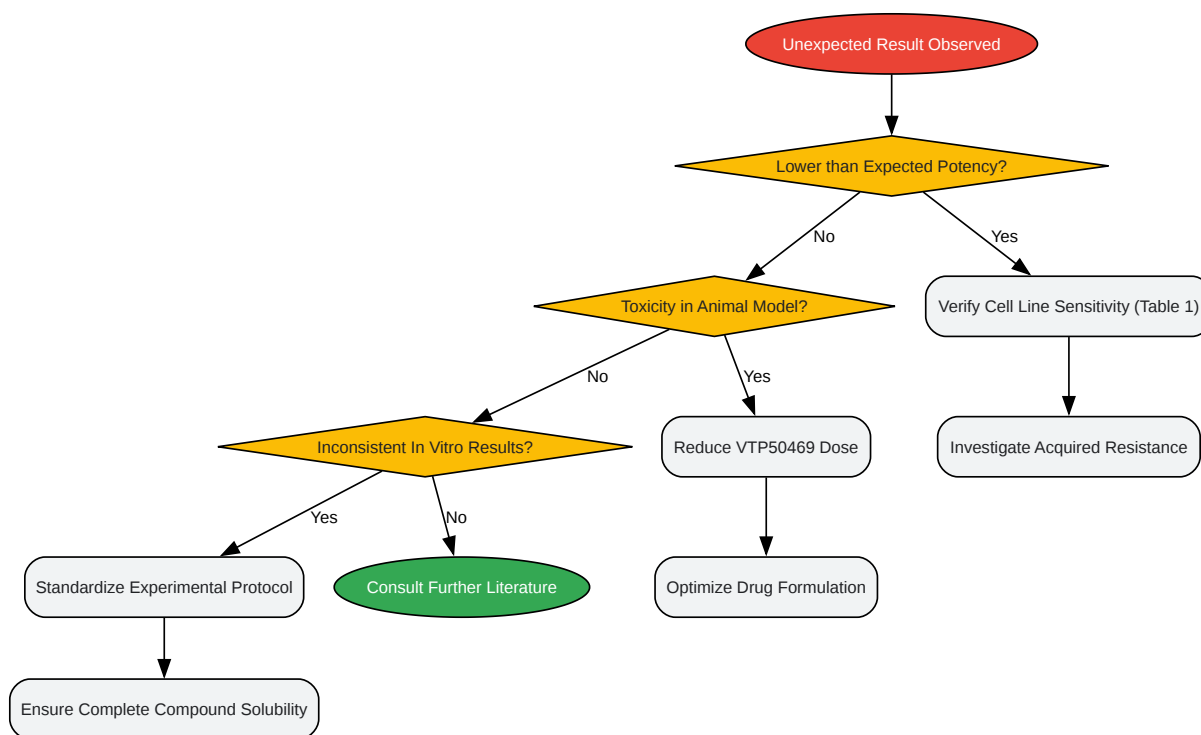 Unexpected Result Observed
Lower than Expected Potency?
No
Yes
Toxicity in Animal Model?
Verify Cell Line Sensitivity (Table 1)
No
Yes
Inconsistent In Vitro Results?
Reduce VTP50469 Dose
Investigate Acquired Resistance
Yes
No
Standardize Experimental Protocol
Consult Further Literature
Optimize Drug Formulation
Ensure Complete Compound Solubility